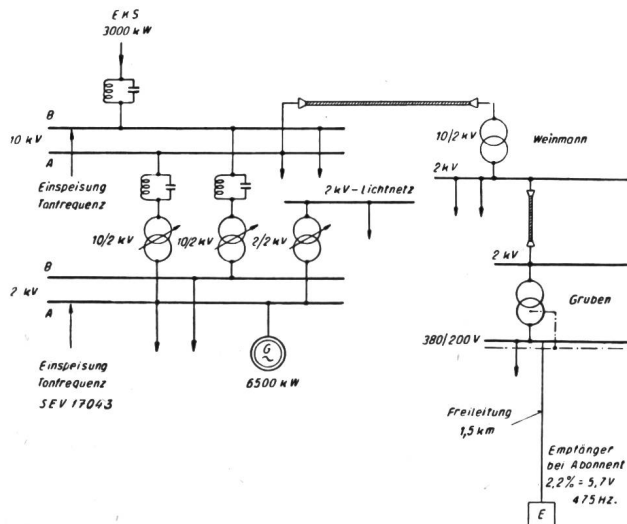 EKS
3000 kW
B
10 kV
A
Einspeisung
Tonfrequenz
10/2 kV
10/2 kV
2/2 kV
2 kV-Lichtnetz
B
2 kV
A
Einspeisung
Tonfrequenz
SEV 17043
G
~
6500 kW
10/2 kV
Weinmann
2 kV
2 kV
Gruben
380/200 V
Freileitung
1,5 km
Empfänger
bei Abonnent
2,2% = 5,7 V
475 Hz.
E